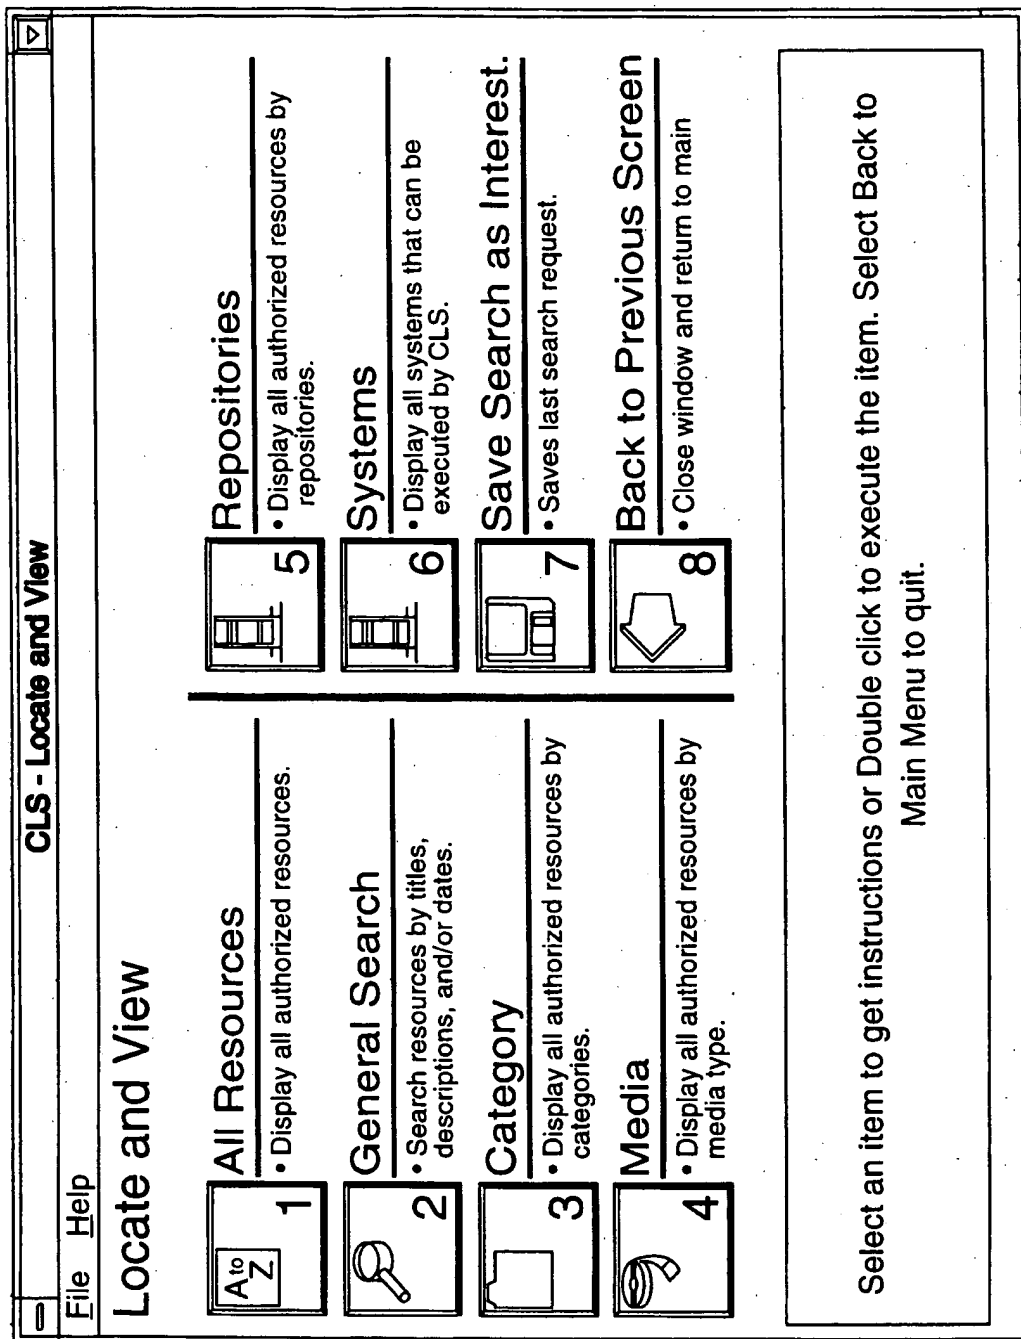 CLS - Locate and View
File Help
Locate and View
A to
Z
1
All Resources
• Display all authorized resources.
2
General Search
• Search resources by titles,
descriptions, and/or dates.
3
Category
• Display all authorized resources by
categories.
4
Media
• Display all authorized resources by
media type.
5
Repositories
• Display all authorized resources by
repositories.
6
Systems
• Display all systems that can be
executed by CLS.
7
Save Search as Interest.
• Saves last search request.
8
Back to Previous Screen
• Close window and return to main
Select an item to get instructions or Double click to execute the item. Select Back to
Main Menu to quit.